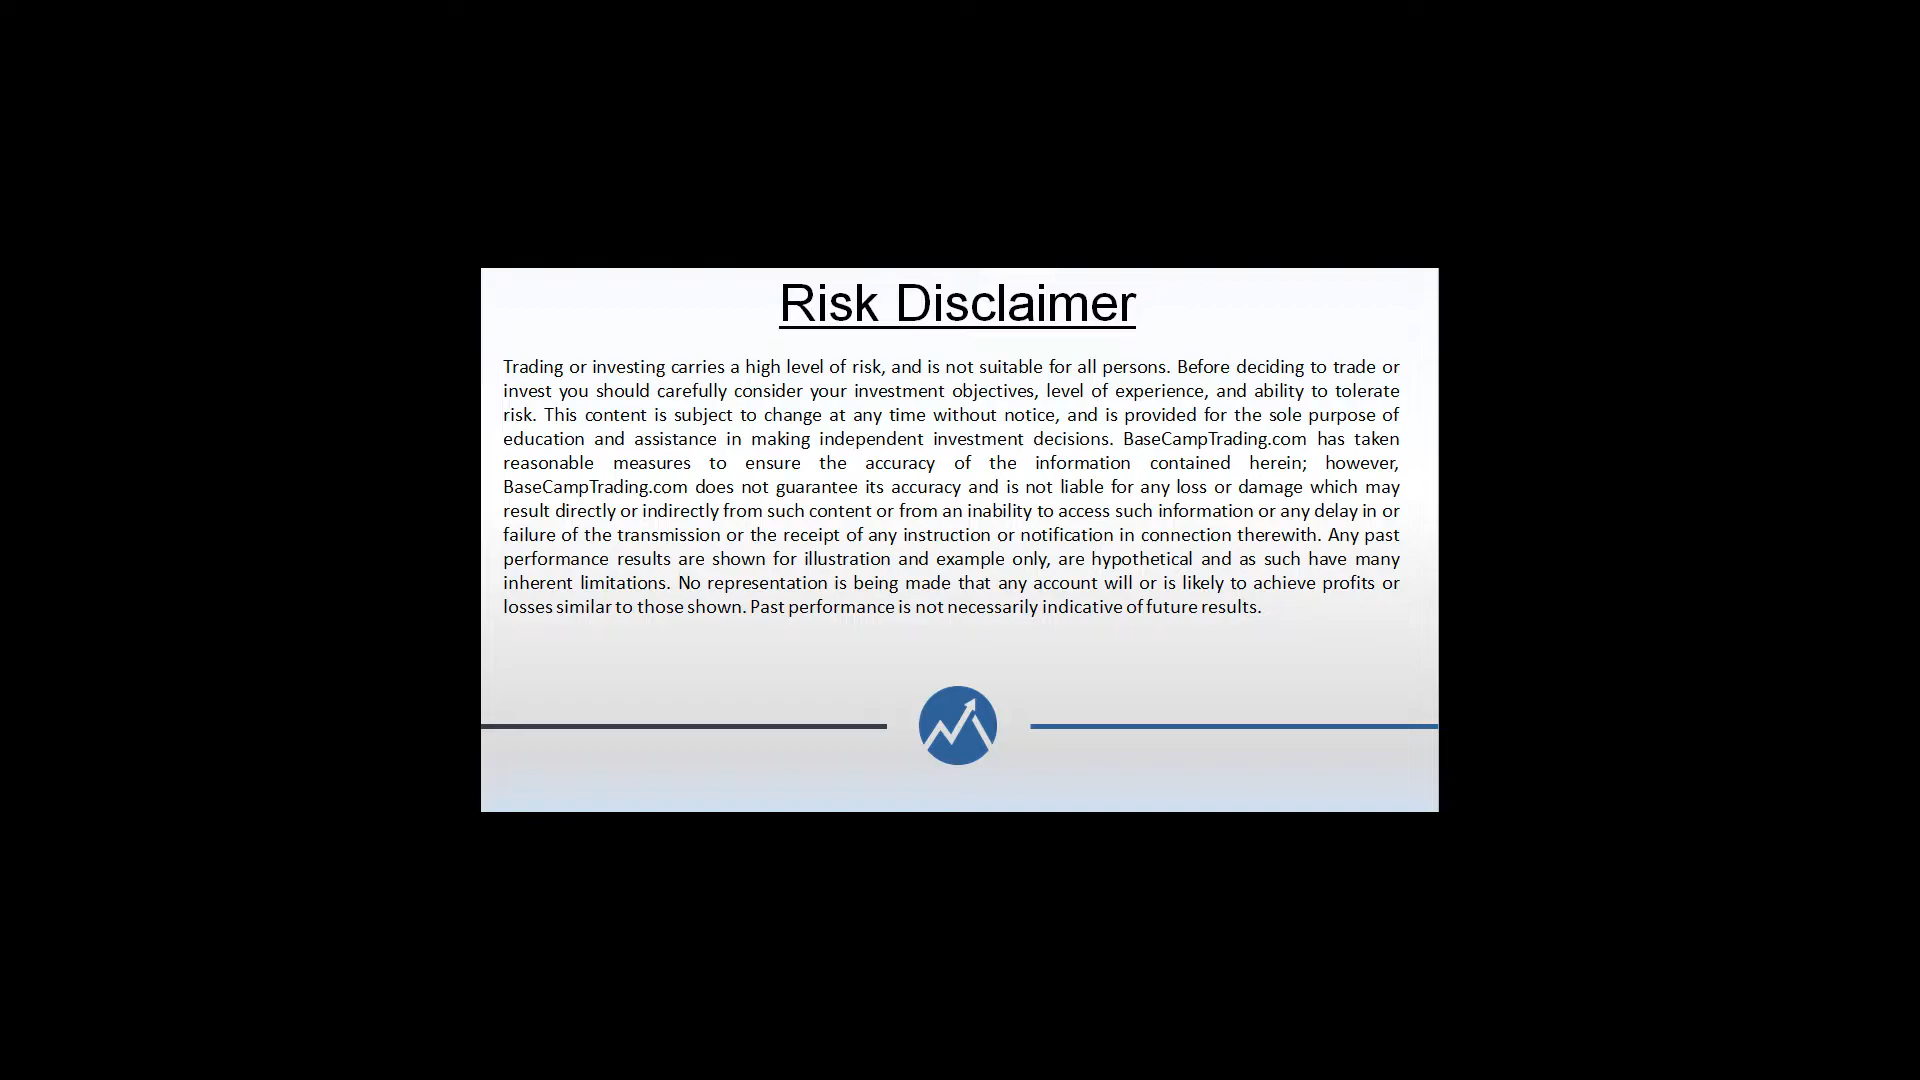 Risk Disclaimer
Trading or investing carries a high level of risk, and is not suitable for all persons. Before deciding to trade or
invest you should carefully consider your investment objectives, level of experience, and ability to tolerate
risk. This content is subject to change at any time without notice, and is provided for the sole purpose of
education and assistance in making independent investment decisions. BaseCampTrading.com has taken
reasonable measures to ensure the accuracy of the information contained herein; however,
BaseCampTrading.com does not guarantee its accuracy and is not liable for any loss or damage which may
result directly or indirectly from such content or from an inability to access such information or any delay in or
failure of the transmission or the receipt of any instruction or notification in connection therewith. Any past
performance results are shown for illustration and example only, are hypothetical and as such have many
inherent limitations. No representation is being made that any account will or is likely to achieve profits or
losses similar to those shown. Past performance is not necessarily indicative of future results.